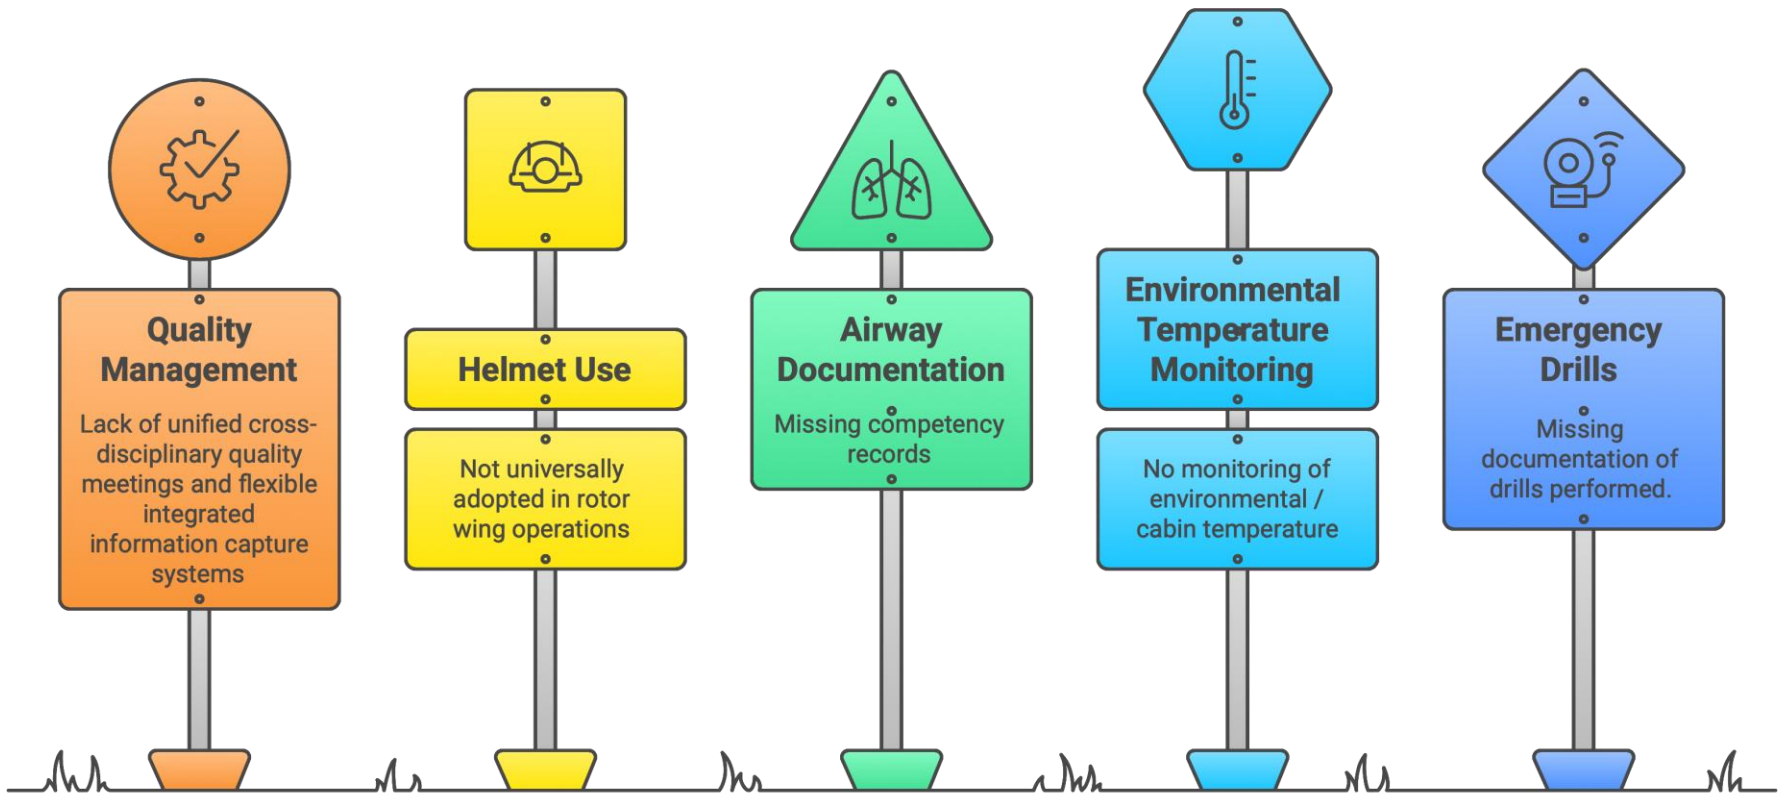 Quality
Management
Lack of unified cross-
disciplinary quality
meetings and flexible
integrated
information capture
systems
Helmet Use
Not universally
adopted in rotor
wing operations
Airway
Documentation
Missing competency
records
Environmental
Temperature
Monitoring
No monitoring of
environmental /
cabin temperature
Emergency
Drills
Missing
documentation of
drills performed.